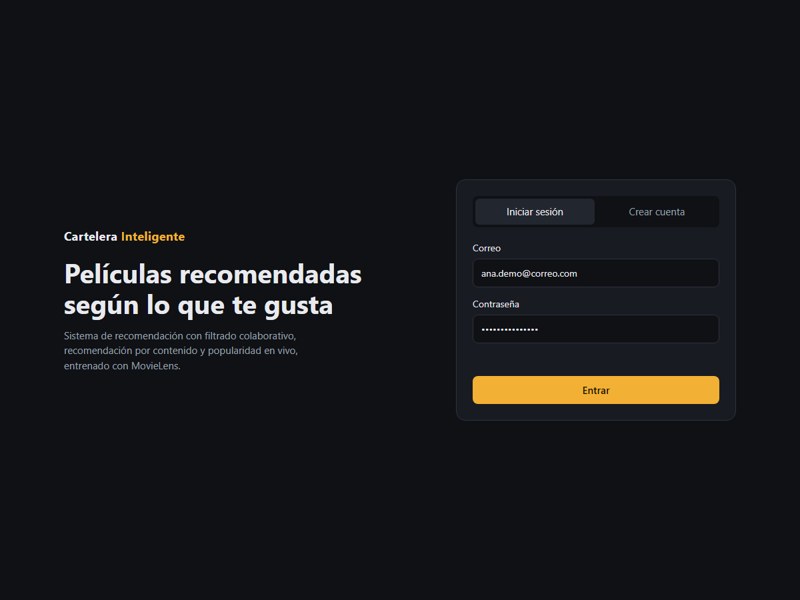 Cartelera Inteligente
Películas recomendadas
según lo que te gusta
Sistema de recomendación con filtrado colaborativo,
recomendación por contenido y popularidad en vivo,
entrenado con MovieLens.
Iniciar sesión
Crear cuenta
Correo
ana.demo@correo.com
Contraseña
•••••••••••••••
Entrar